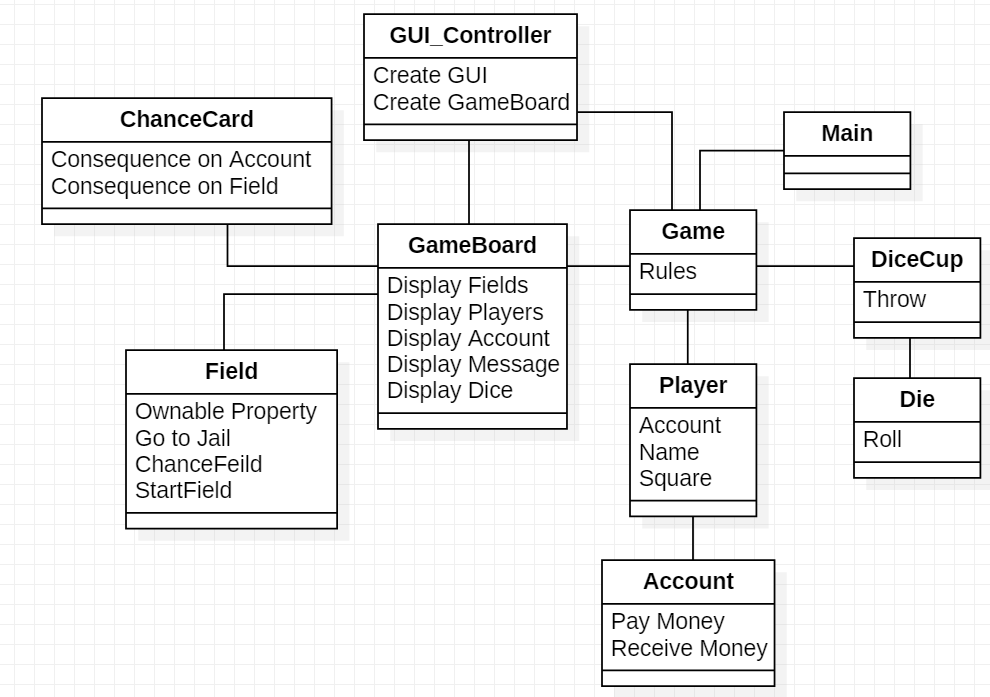 GUI_Controller
Create GUI
Create GameBoard
ChanceCard
Consequence on Account
Consequence on Field
Main
GameBoard
Display Fields
Display Players
Display Account
Display Message
Display Dice
Game
Rules
DiceCup
Throw
Field
Ownable Property
Go to Jail
ChanceFeild
StartField
Player
Account
Name
Square
Die
Roll
Account
Pay Money
Receive Money